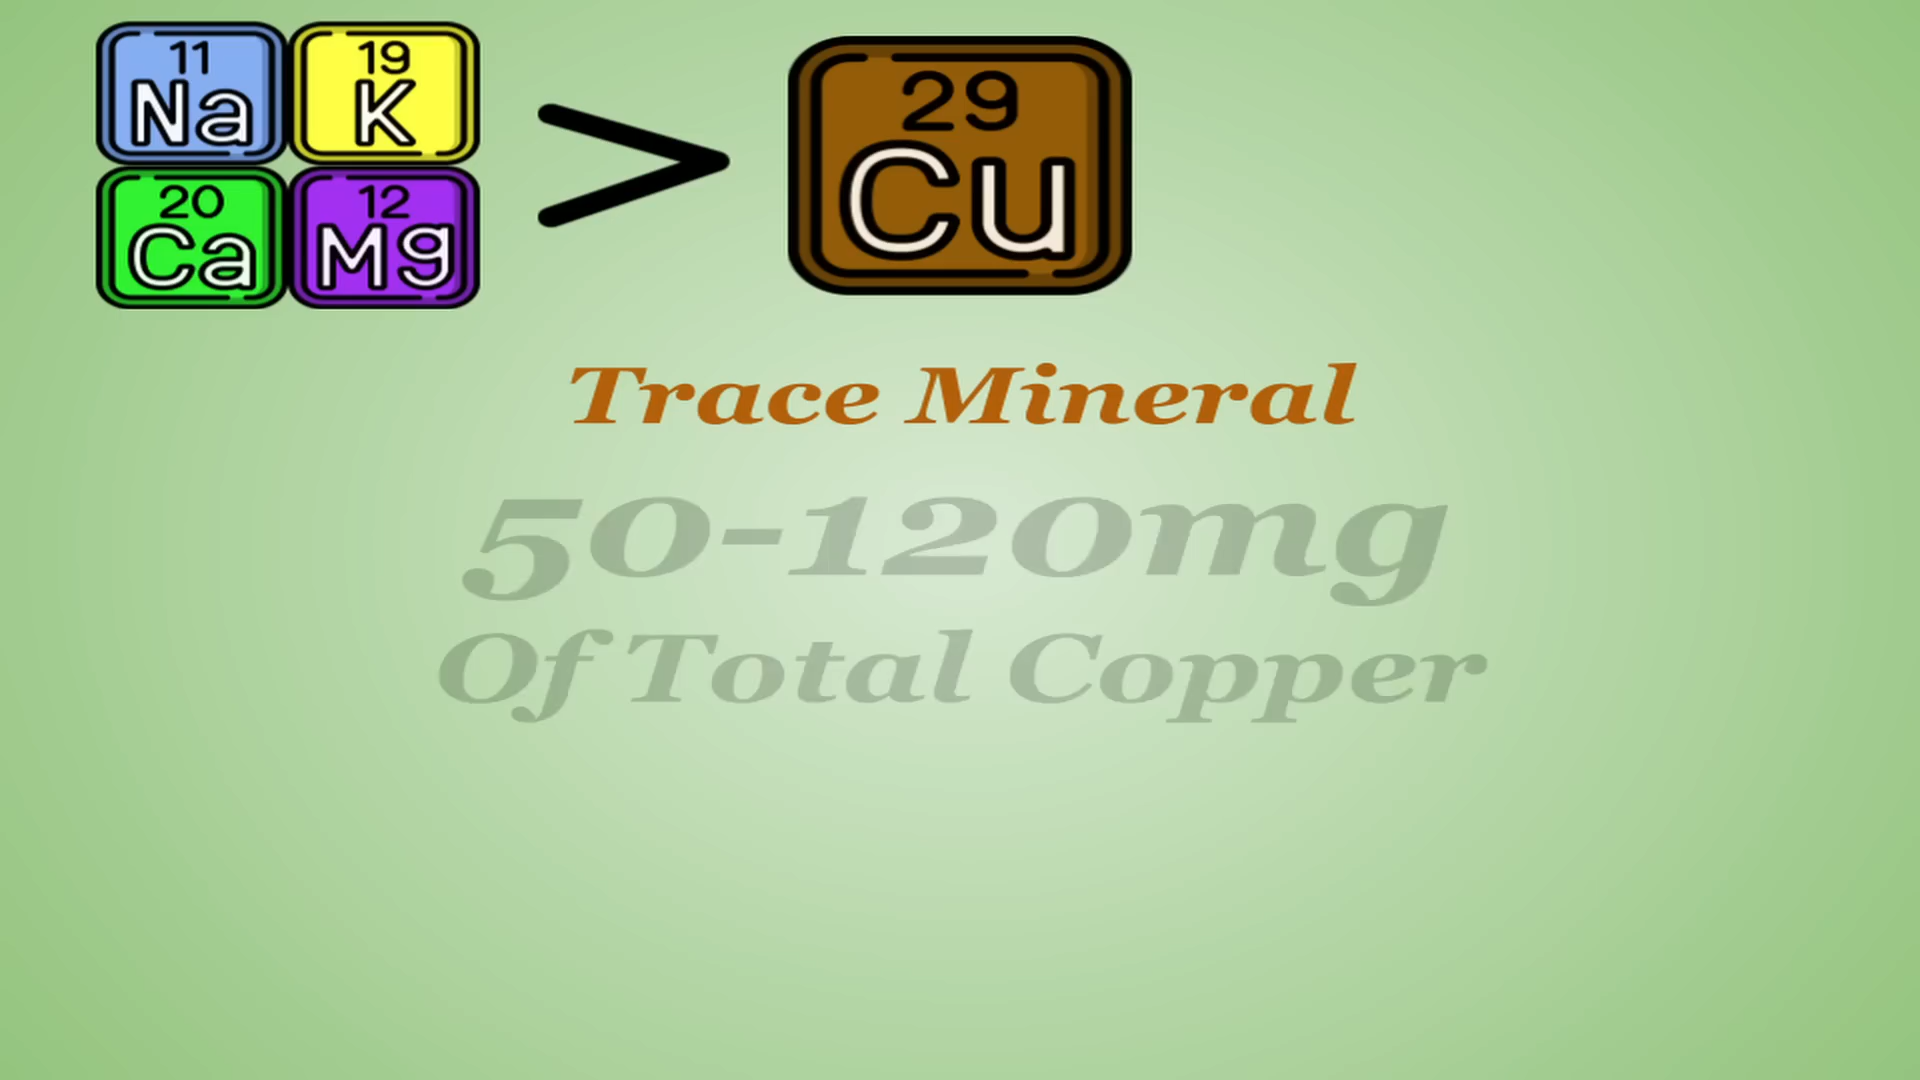 11 19
Na K
20 12
Ca Mg
>
29
Cu
Trace Mineral
50-120mg
Of Total Copper